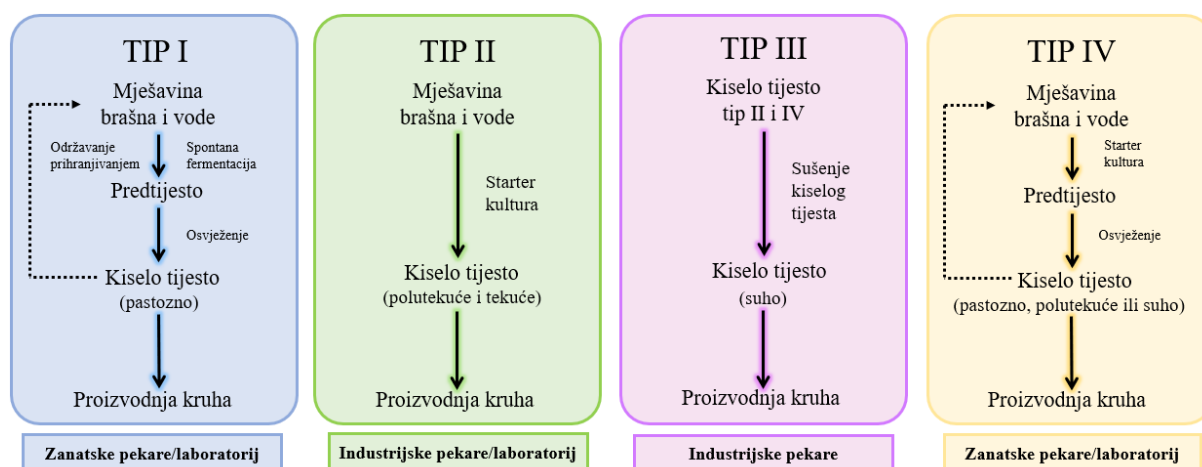 TIP I
Mješavina
brašna i vode
Održavanje
prihranjivanjem
Spontana
fermentacija
Predtijesto
Osvježenje
Kiselo tijesto
(pastozno)
Proizvodnja kruha
Zanatske pekare/laboratorij
TIP II
Mješavina
brašna i vode
Starter
kultura
Kiselo tijesto
(polutekuće i tekuće)
Proizvodnja kruha
Industrijske pekare/laboratorij
TIP III
Kiselo tijesto
tip II i IV
Sušenje
kiselog
tijesta
Kiselo tijesto
(suho)
Proizvodnja kruha
Industrijske pekare
TIP IV
Mješavina
brašna i vode
Starter
kultura
Predtijesto
Osvježenje
Kiselo tijesto
(pastozno, polutekuće ili suho)
Proizvodnja kruha
Zanatske pekare/laboratorij